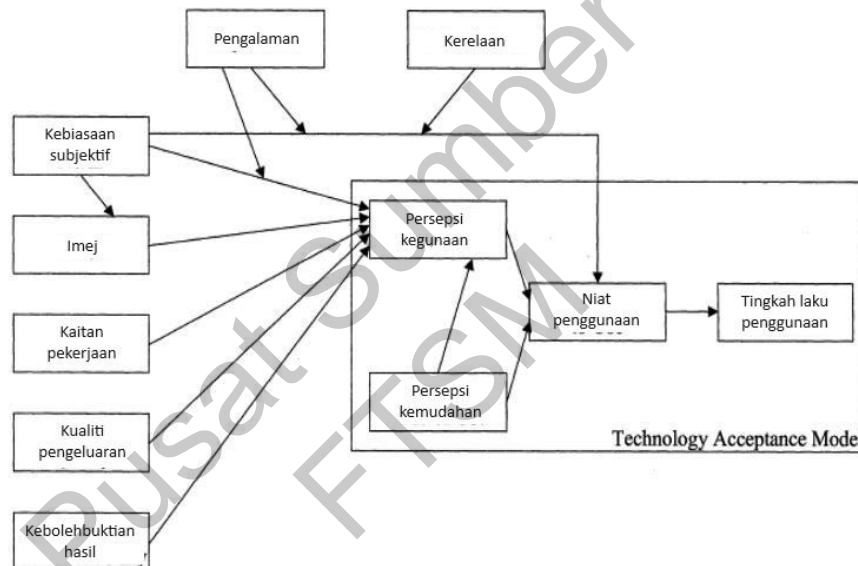 Pengalaman
Kerelaan
Kebiasaan
subjektif
Imej
Persepsi
kegunaan
Niat
penggunaan
Tingkah laku
penggunaan
Kaitan
pekerjaan
Persepsi
kemudahan
Kualiti
pengeluaran
Technology Acceptance Mode
Kebolehbuktian
hasil
Pusat Sumber
FTSM